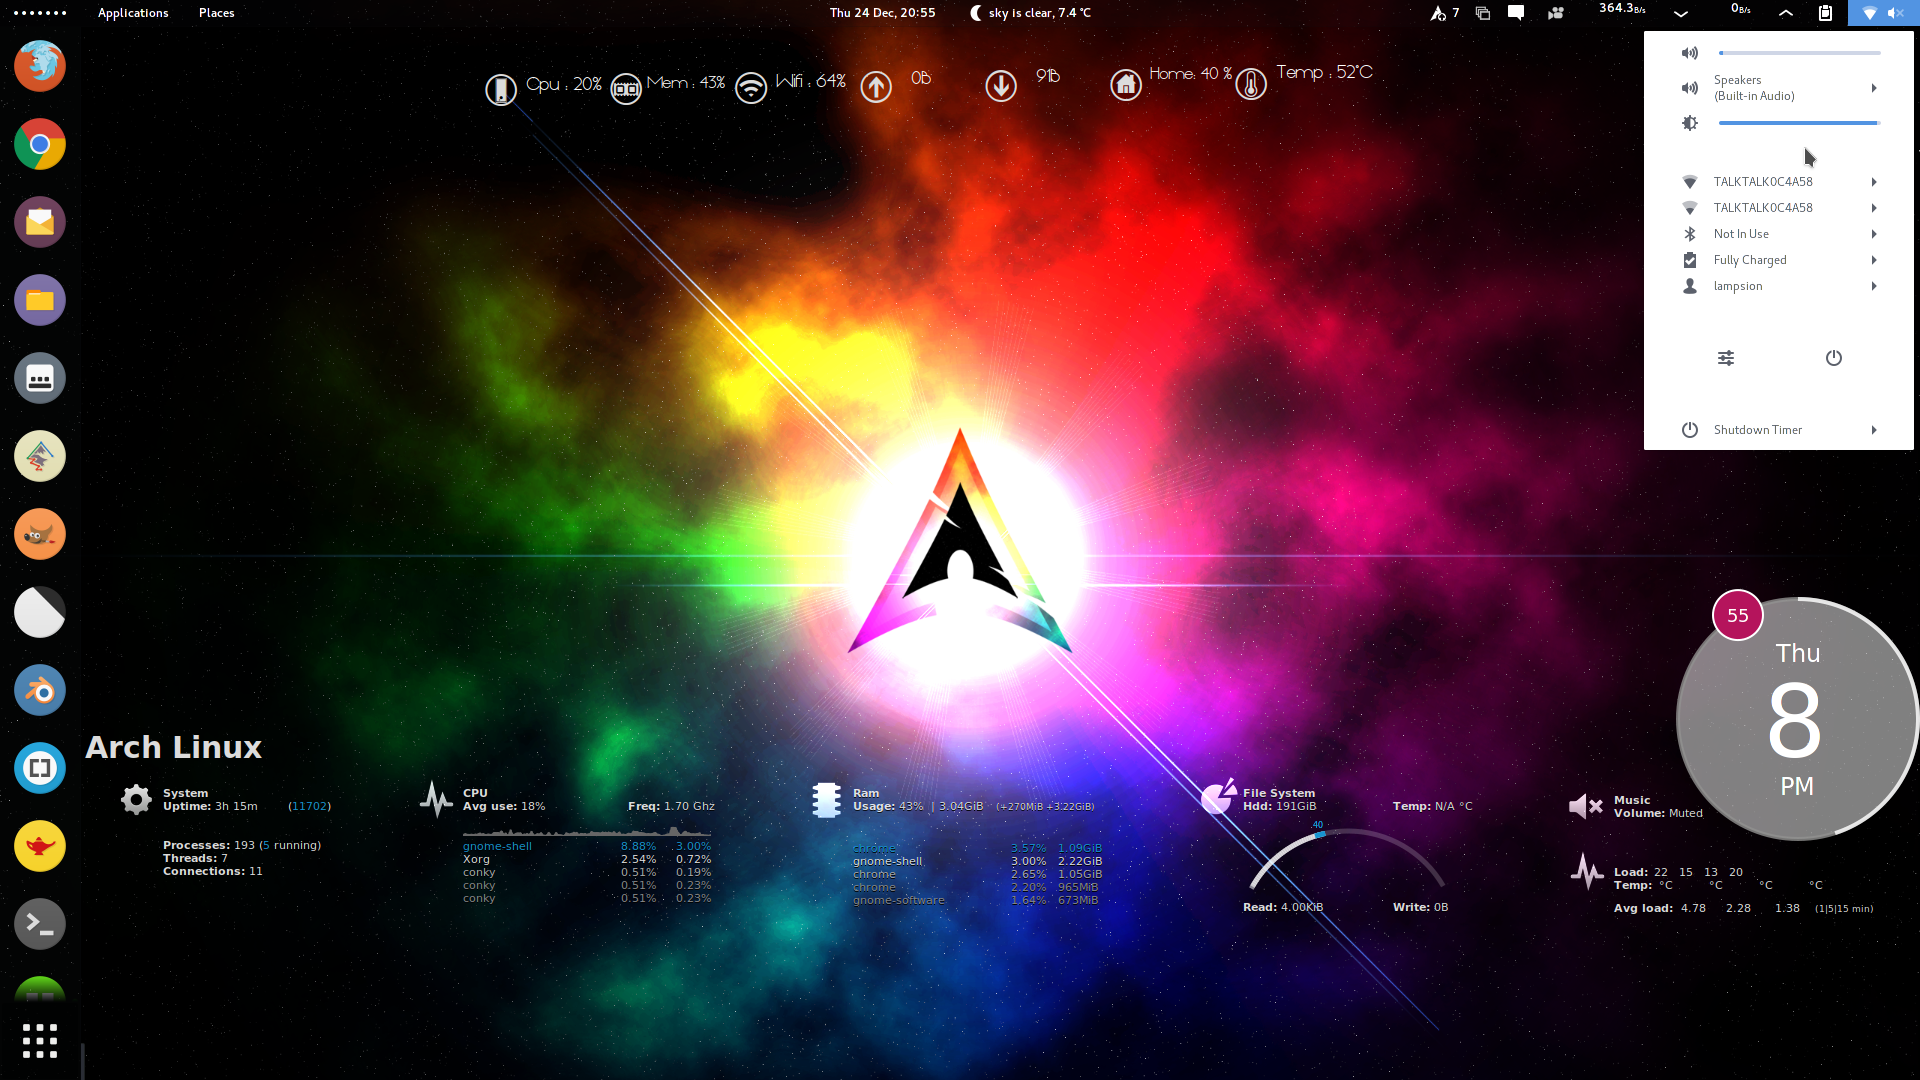 Applications Places Thu 24 Dec, 20:55 sky is clear, 7.4 °C 7 364.3B/s 0B/s
Cpu : 20% Mem : 43% Wifi : 64% 0B 91B Home: 40 % Temp : 52°C
Speakers
(Built-in Audio)
TALKTALK0C4A58
TALKTALK0C4A58
Not In Use
Fully Charged
lampsion
Shutdown Timer
55
Thu
8
PM
Arch Linux
System
Uptime: 3h 15m (11702)
Processes: 193 (5 running)
Threads: 7
Connections: 11
CPU
Avg use: 18% Freq: 1.70 Ghz
gnome-shell 8.88% 3.00%
Xorg 2.54% 0.72%
conky 0.51% 0.19%
conky 0.51% 0.23%
conky 0.51% 0.23%
Ram
Usage: 43% | 3.04GiB (+270MiB +3.22GiB)
chrome 3.57% 1.09GiB
gnome-shell 3.00% 2.22GiB
chrome 2.65% 1.05GiB
chrome 2.20% 965MiB
gnome-software 1.64% 673MiB
File System
Hdd: 191GiB Temp: N/A °C
40
Read: 4.00KiB Write: 0B
Music
Volume: Muted
Load: 22 15 13 20
Temp: °C °C °C °C
Avg load: 4.78 2.28 1.38 (1|5|15 min)